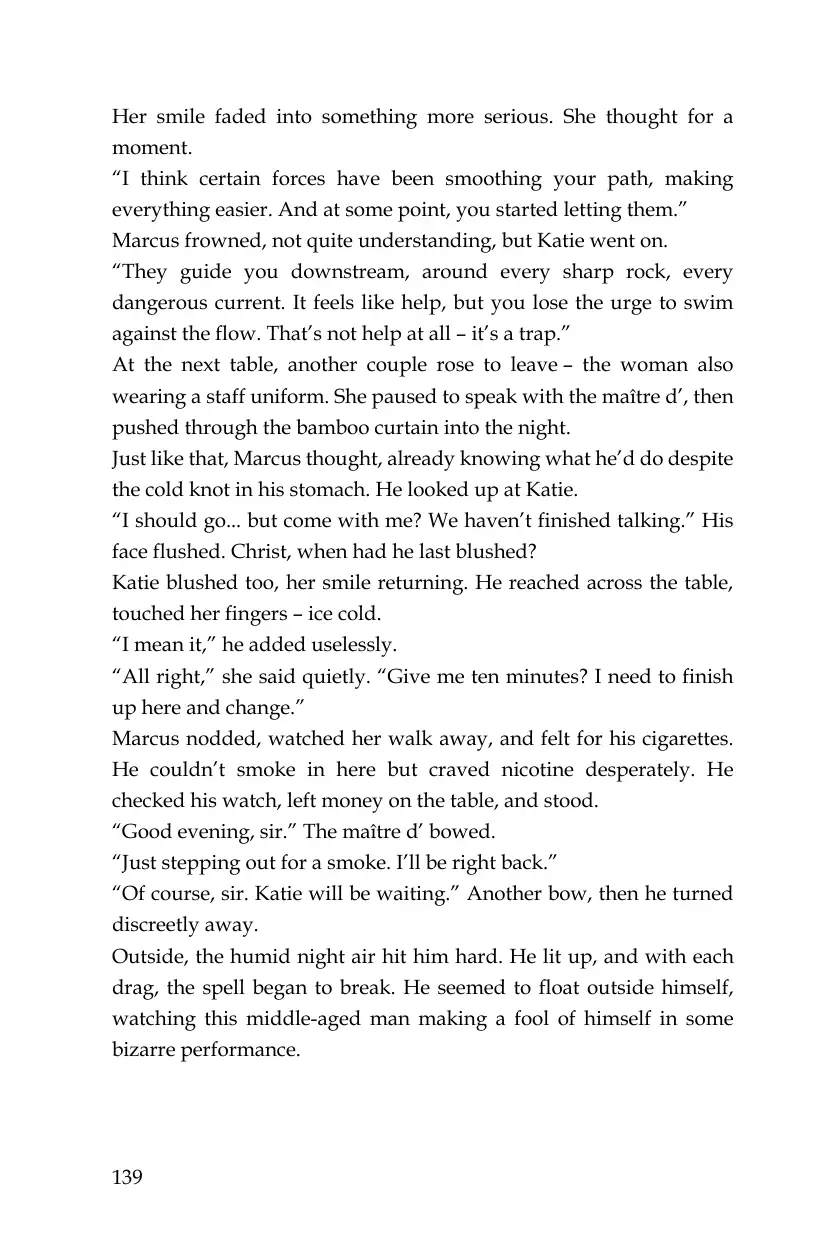 Her smile faded into something more serious. She thought for a
moment.
“I think certain forces have been smoothing your path, making
everything easier. And at some point, you started letting them.”
Marcus frowned, not quite understanding, but Katie went on.
“They guide you downstream, around every sharp rock, every
dangerous current. It feels like help, but you lose the urge to swim
against the flow. That’s not help at all – it’s a trap.”
At the next table, another couple rose to leave – the woman also
wearing a staff uniform. She paused to speak with the maître d’, then
pushed through the bamboo curtain into the night.
Just like that, Marcus thought, already knowing what he’d do despite
the cold knot in his stomach. He looked up at Katie.
“I should go... but come with me? We haven’t finished talking.” His
face flushed. Christ, when had he last blushed?
Katie blushed too, her smile returning. He reached across the table,
touched her fingers – ice cold.
“I mean it,” he added uselessly.
“All right,” she said quietly. “Give me ten minutes? I need to finish
up here and change.”
Marcus nodded, watched her walk away, and felt for his cigarettes.
He couldn’t smoke in here but craved nicotine desperately. He
checked his watch, left money on the table, and stood.
“Good evening, sir.” The maître d’ bowed.
“Just stepping out for a smoke. I’ll be right back.”
“Of course, sir. Katie will be waiting.” Another bow, then he turned
discreetly away.
Outside, the humid night air hit him hard. He lit up, and with each
drag, the spell began to break. He seemed to float outside himself,
watching this middle-aged man making a fool of himself in some
bizarre performance.
139